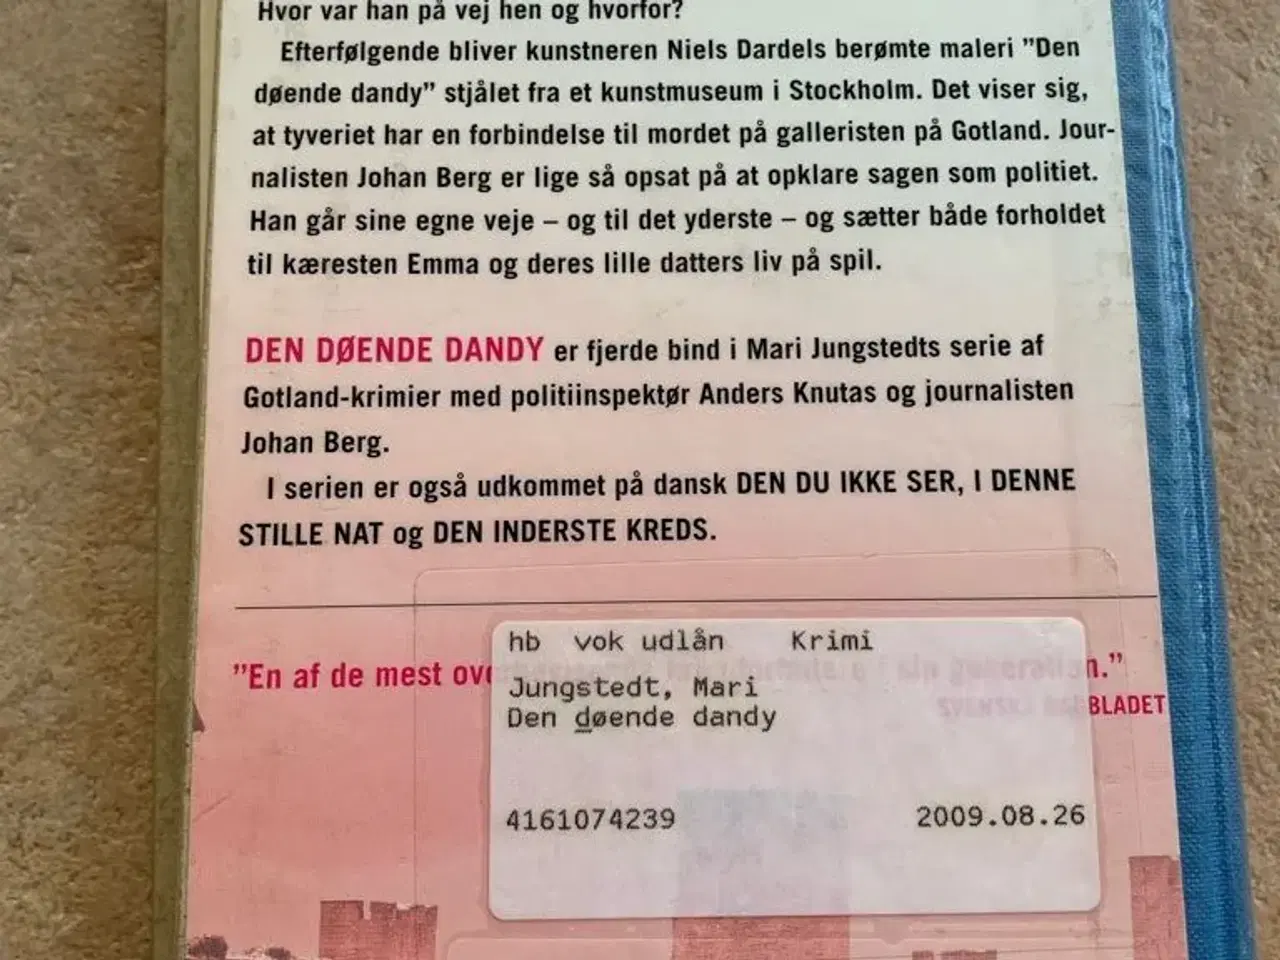 Hvor var han på vej hen og hvorfor?
Efterfølgende bliver kunstneren Niels Dardels berømte maleri ”Den
døende dandy” stjålet fra et kunstmuseum i Stockholm. Det viser sig,
at tyveriet har en forbindelse til mordet på galleristen på Gotland. Jour-
nalisten Johan Berg er lige så opsat på at opklare sagen som politiet.
Han går sine egne veje – og til det yderste – og sætter både forholdet
til kæresten Emma og deres lille datters liv på spil.
DEN DØENDE DANDY er fjerde bind i Mari Jungstedts serie af
Gotland-krimier med politiinspektør Anders Knutas og journalisten
Johan Berg.
I serien er også udkommet på dansk DEN DU IKKE SER, I DENNE
STILLE NAT og DEN INDERSTE KREDS.
hb vok udlån Krimi
”En af de mest i sin generation.”
Jungstedt, Mari
SVENSKA DAGBLADET
Den døende dandy
4161074239 2009.08.26